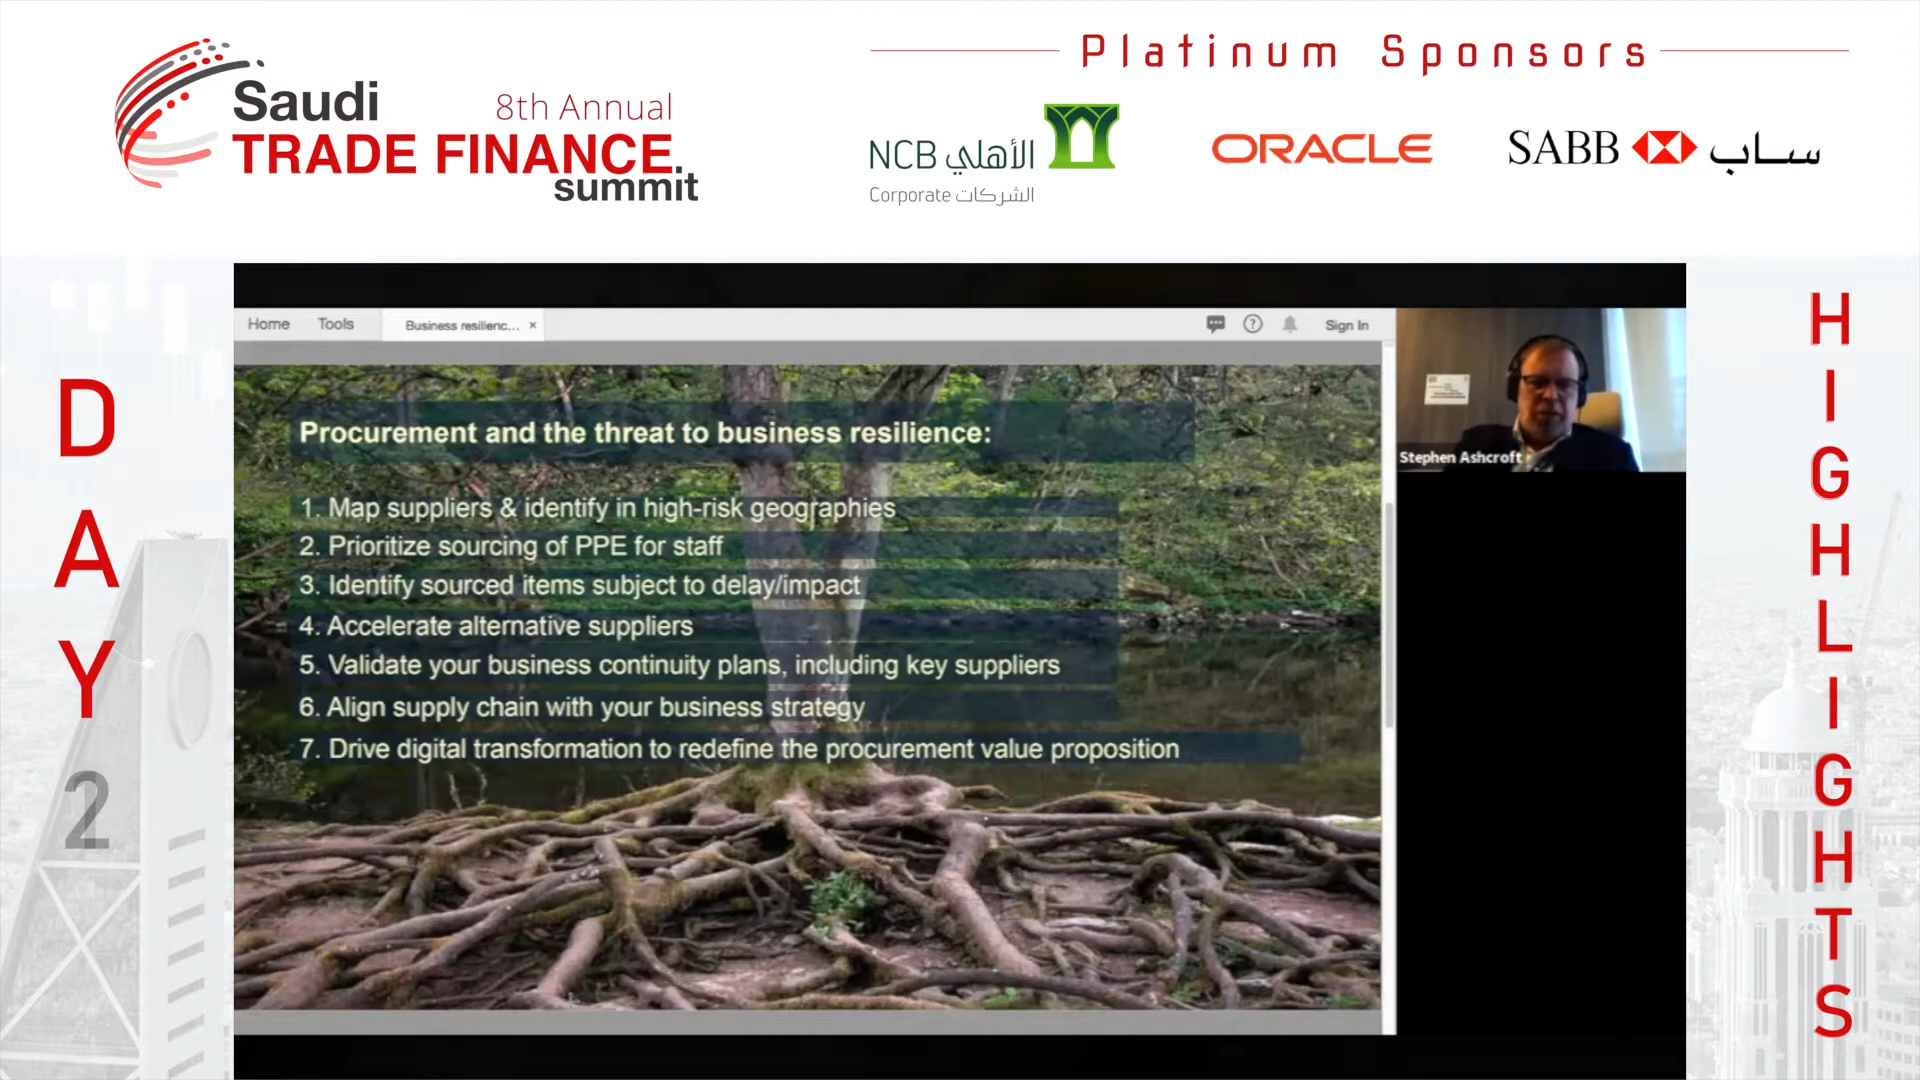 Saudi
8th Annual
TRADE FINANCE
summit
Platinum Sponsors
NCB الأهلي
Corporate الشركات
ORACLE
SABB ساب
DAY 2
HIGHLIGHTS
Home Tools Business resilienc... × Sign In
Procurement and the threat to business resilience:
1. Map suppliers & identify in high-risk geographies
2. Prioritize sourcing of PPE for staff
3. Identify sourced items subject to delay/impact
4. Accelerate alternative suppliers
5. Validate your business continuity plans, including key suppliers
6. Align supply chain with your business strategy
7. Drive digital transformation to redefine the procurement value proposition
Stephen Ashcroft